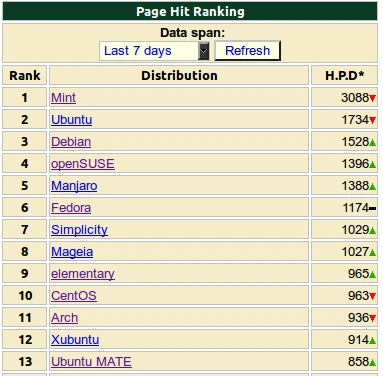 Page Hit Ranking
Data span:
Last 7 days Refresh
Rank Distribution H.P.D*
1 Mint 3088
2 Ubuntu 1734
3 Debian 1528
4 openSUSE 1396
5 Manjaro 1388
6 Fedora 1174
7 Simplicity 1029
8 Mageia 1027
9 elementary 965
10 CentOS 963
11 Arch 936
12 Xubuntu 914
13 Ubuntu MATE 858